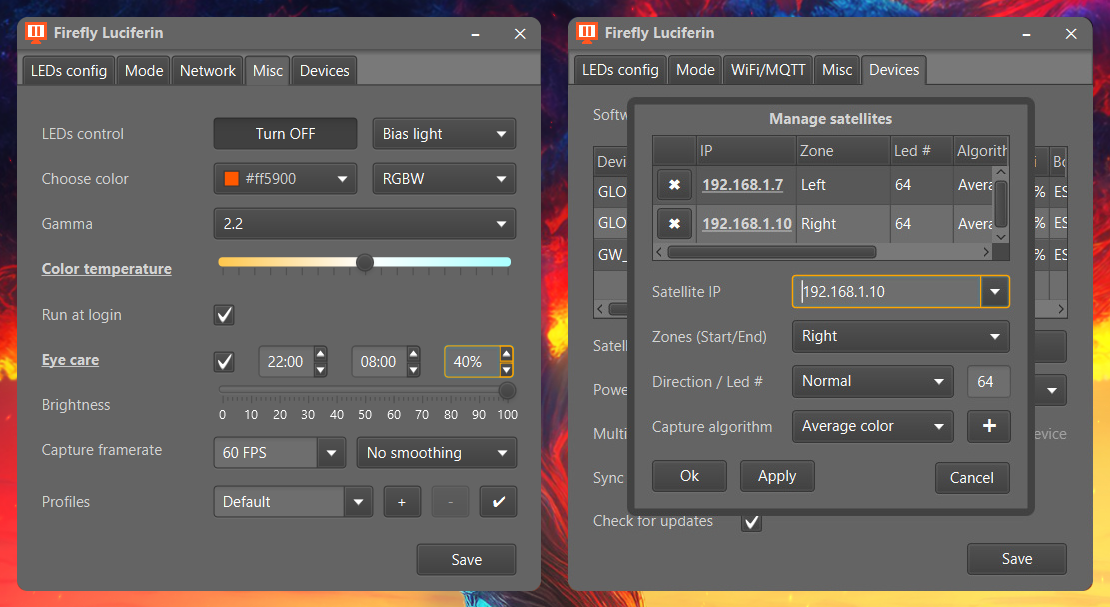 Firefly Luciferin
LEDs config Mode Network Misc Devices
LEDs control Turn OFF Bias light
Choose color #ff5900 RGBW
Gamma 2.2
Color temperature
Run at login
Eye care 22:00 08:00 40%
Brightness
0 10 20 30 40 50 60 70 80 90 100
Capture framerate 60 FPS No smoothing
Profiles Default + - ✔
Save
Firefly Luciferin
LEDs config Mode WiFi/MQTT Misc Devices
Softw
Devi
GLO
GLO
GW_
Satell
Powe
Multi
Sync
Check for updates
Manage satellites
IP Zone Led # Algorith
✖ 192.168.1.7 Left 64 Avera
✖ 192.168.1.10 Right 64 Avera
Satellite IP 192.168.1.10
Zones (Start/End) Right
Direction / Led # Normal 64
Capture algorithm Average color +
Ok Apply Cancel
i Bo
% ES
% ES
% ES
evice
Save